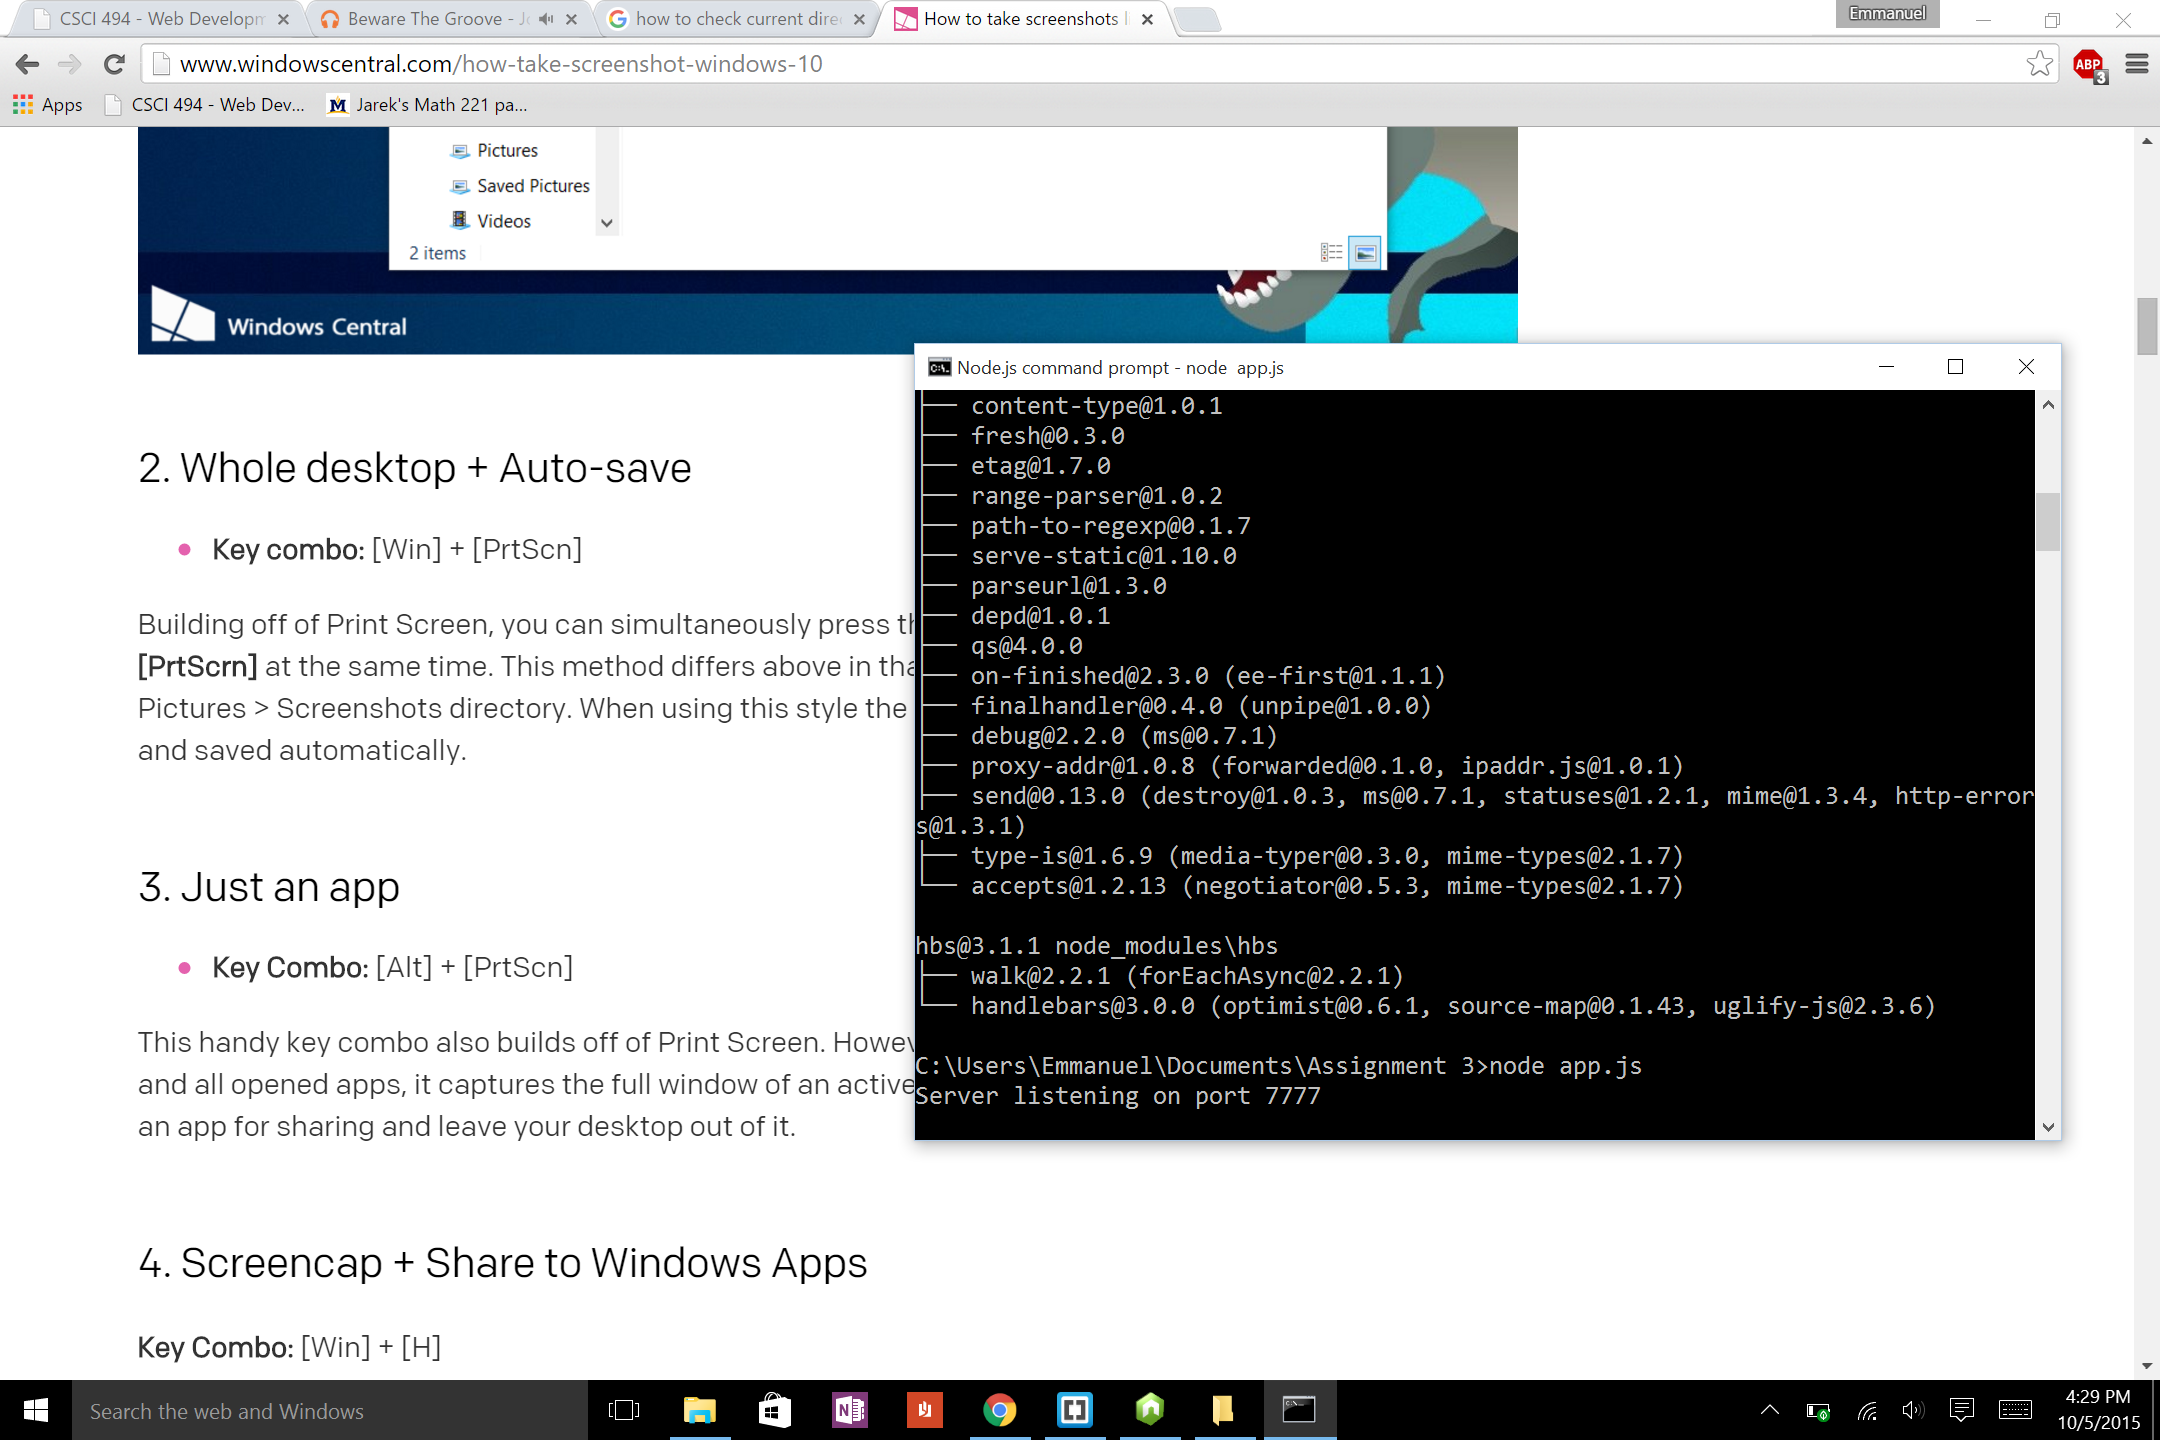 CSCI 494 - Web Developm
Beware The Groove - Jo
how to check current dire
How to take screenshots li
Emmanuel
www.windowscentral.com/how-take-screenshot-windows-10
ABP
3
Apps
CSCI 494 - Web Dev...
M Jarek's Math 221 pa...
Pictures
Saved Pictures
Videos
2 items
Windows Central
2. Whole desktop + Auto-save
Key combo: [Win] + [PrtScn]
Building off of Print Screen, you can simultaneously press th
[PrtScrn] at the same time. This method differs above in tha
Pictures > Screenshots directory. When using this style the
and saved automatically.
3. Just an app
Key Combo: [Alt] + [PrtScn]
This handy key combo also builds off of Print Screen. Howev
and all opened apps, it captures the full window of an active
an app for sharing and leave your desktop out of it.
4. Screencap + Share to Windows Apps
Key Combo: [Win] + [H]
Node.js command prompt - node  app.js
├── content-type@1.0.1
├── fresh@0.3.0
├── etag@1.7.0
├── range-parser@1.0.2
├── path-to-regexp@0.1.7
├── serve-static@1.10.0
├── parseurl@1.3.0
├── depd@1.0.1
├── qs@4.0.0
├── on-finished@2.3.0 (ee-first@1.1.1)
├── finalhandler@0.4.0 (unpipe@1.0.0)
├── debug@2.2.0 (ms@0.7.1)
├── proxy-addr@1.0.8 (forwarded@0.1.0, ipaddr.js@1.0.1)
├── send@0.13.0 (destroy@1.0.3, ms@0.7.1, statuses@1.2.1, mime@1.3.4, http-error
s@1.3.1)
├── type-is@1.6.9 (media-typer@0.3.0, mime-types@2.1.7)
└── accepts@1.2.13 (negotiator@0.5.3, mime-types@2.1.7)
hbs@3.1.1 node_modules\hbs
├── walk@2.2.1 (forEachAsync@2.2.1)
└── handlebars@3.0.0 (optimist@0.6.1, source-map@0.1.43, uglify-js@2.3.6)
C:\Users\Emmanuel\Documents\Assignment 3>node app.js
Server listening on port 7777
Search the web and Windows
4:29 PM
10/5/2015